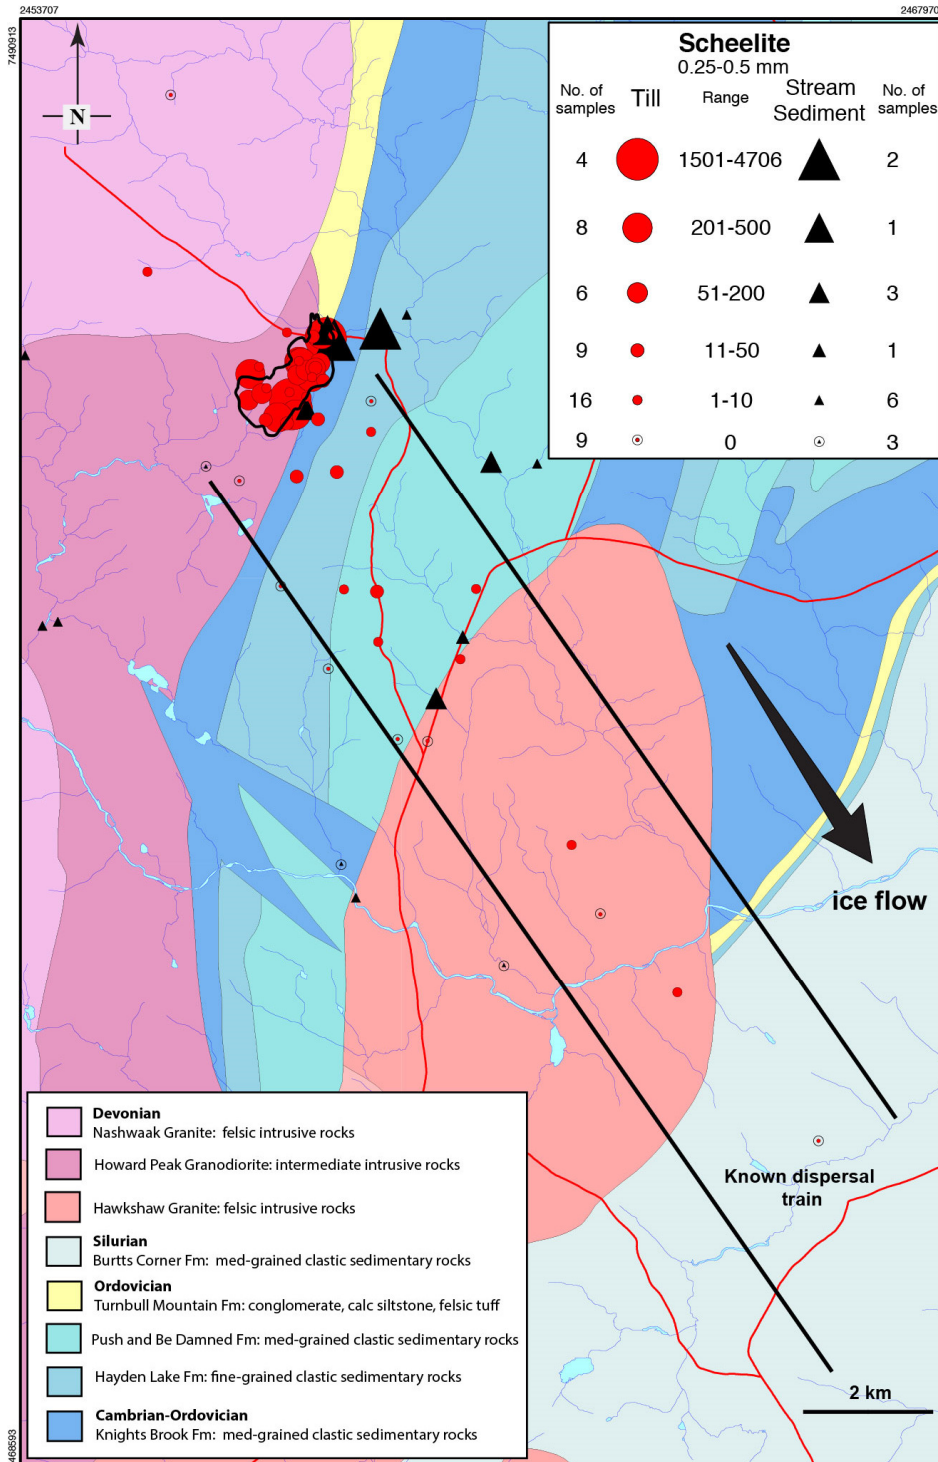 2453707
2467970
7490913
N
Scheelite
0.25-0.5 mm
No. of samples Till Range Stream Sediment No. of samples
4 1501-4706 2
8 201-500 1
6 51-200 3
9 11-50 1
16 1-10 6
9 0 3
ice flow
Known dispersal
train
2 km
Devonian
Nashwaak Granite: felsic intrusive rocks
Howard Peak Granodiorite: intermediate intrusive rocks
Hawkshaw Granite: felsic intrusive rocks
Silurian
Burtts Corner Fm: med-grained clastic sedimentary rocks
Ordovician
Turnbull Mountain Fm: conglomerate, calc siltstone, felsic tuff
Push and Be Damned Fm: med-grained clastic sedimentary rocks
Hayden Lake Fm: fine-grained clastic sedimentary rocks
Cambrian-Ordovician
Knights Brook Fm: med-grained clastic sedimentary rocks